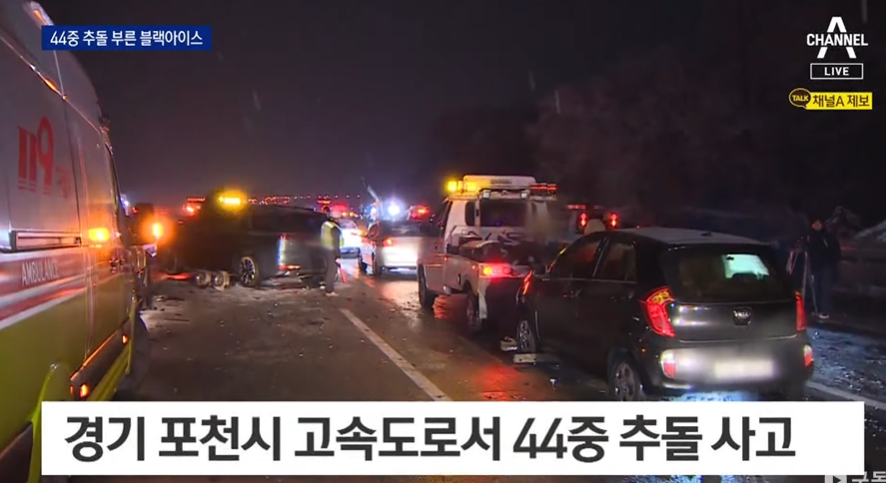 44중 추돌 부른 블랙아이스
CHANNEL
LIVE
TALK 채널A 제보
119
AMBULANCE
KIA
경기 포천시 고속도로서 44중 추돌 사고
구독